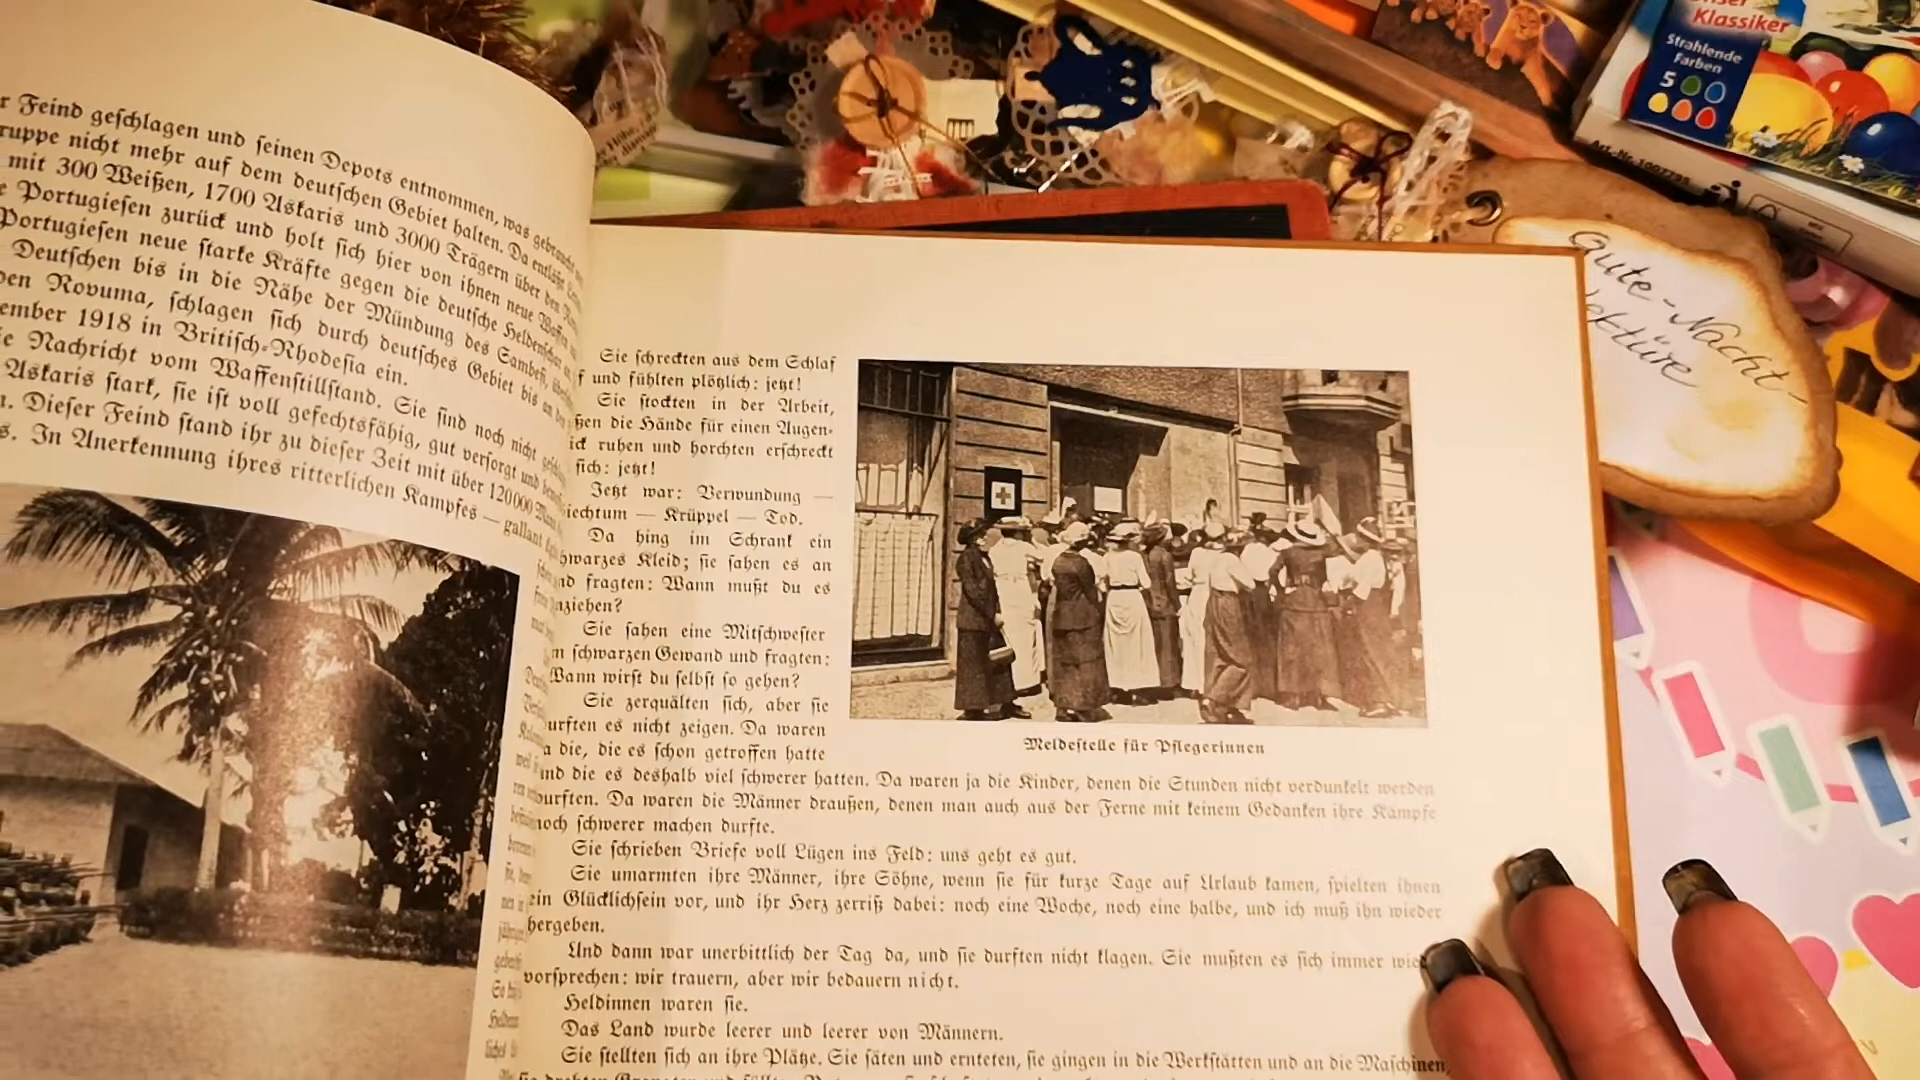 r Feind geſchlagen und ſeinen Depots entnommen, was
ruppe nicht mehr auf dem deutſchen Gebiet halten. Da entläßt
mit 300 Weißen, 1700 Askaris und 3000 Trägern über den
e Portugieſen zurück und holt ſich hier von ihnen neue Waffen
Portugieſen neue ſtarke Kräfte gegen die deutſche
Deutſchen bis in die Nähe der Mündung des Sambeſi,
en Rovuma, ſchlagen ſich durch deutſches Gebiet bis an
ember 1918 in Britiſch-Rhodeſia ein.
e Nachricht vom Waffenſtillſtand. Sie ſind noch nicht
Askaris ſtark, ſie iſt voll gefechtsfähig, gut verſorgt und
. Dieſer Feind ſtand ihr zu dieſer Zeit mit über 120000
s. In Anerkennung ihres ritterlichen Kampfes — gallant
Sie ſchreckten aus dem Schlaf
f und fühlten plötzlich: jetzt!
Sie ſtockten in der Arbeit,
ßen die Hände für einen Augen-
ick ruhen und horchten erſchreckt
ſich: jetzt!
Jetzt war: Verwundung —
iechtum — Krüppel — Tod.
Da hing im Schrank ein
hwarzes Kleid; ſie ſahen es an
nd fragten: Wann mußt du es
nziehen?
Sie ſahen eine Mitſchweſter
m ſchwarzen Gewand und fragten:
Wann wirſt du ſelbſt ſo gehen?
Sie zerquälten ſich, aber ſie
urften es nicht zeigen. Da waren
a die, die es ſchon getroffen hatte
und die es deshalb viel ſchwerer hatten. Da waren ja die Kinder, denen die Stunden nicht verdunkelt werden
durften. Da waren die Männer draußen, denen man auch aus der Ferne mit keinem Gedanken ihre Kämpfe
noch ſchwerer machen durfte.
Sie ſchrieben Briefe voll Lügen ins Feld: uns geht es gut.
Sie umarmten ihre Männer, ihre Söhne, wenn ſie für kurze Tage auf Urlaub kamen, ſpielten ihnen
ein Glücklichſein vor, und ihr Herz zerriß dabei: noch eine Woche, noch eine halbe, und ich muß ihn wieder
hergeben.
Und dann war unerbittlich der Tag da, und ſie durften nicht klagen. Sie mußten es ſich immer wied
vorſprechen: wir trauern, aber wir bedauern nicht.
Heldinnen waren ſie.
Das Land wurde leerer und leerer von Männern.
Sie ſtellten ſich an ihre Plätze. Sie ſäten und ernteten, ſie gingen in die Werkſtätten und an die Maſchinen,
Meldeſtelle für Pflegerinnen
Unser
Klassiker
Strahlende
Farben
5
Art.-Nr. 1007795
Gute-Nacht-
lektüre